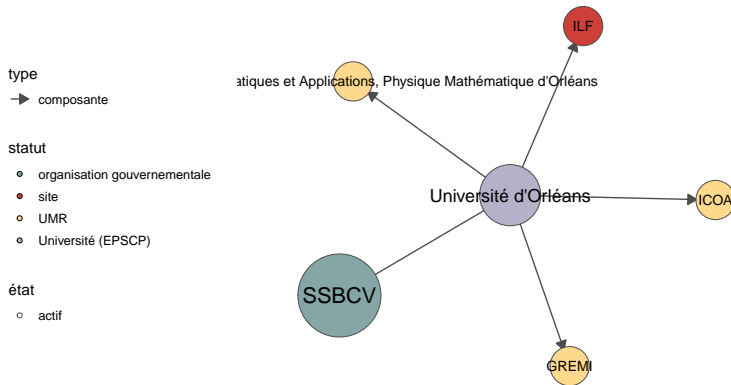 ILF
type
atiques et Applications, Physique Mathématique d'Orléans
composante
statut
organisation gouvernementale
site
UMR
Université (EPSCP)
Université d'Orléans
ICOA
état
actif
SSBCV
GREMI